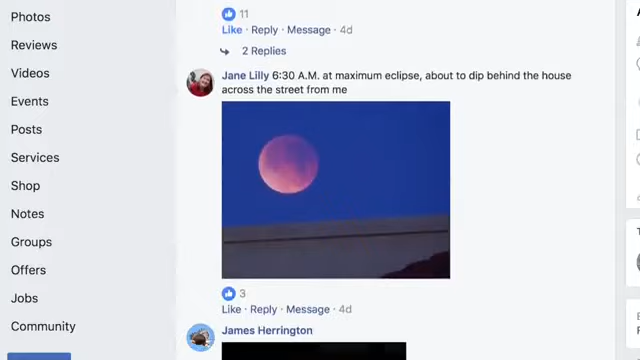 Photos
Reviews
Videos
Events
Posts
Services
Shop
Notes
Groups
Offers
Jobs
Community
11
Like · Reply · Message · 4d
2 Replies
Jane Lilly 6:30 A.M. at maximum eclipse, about to dip behind the house
across the street from me
3
Like · Reply · Message · 4d
James Herrington